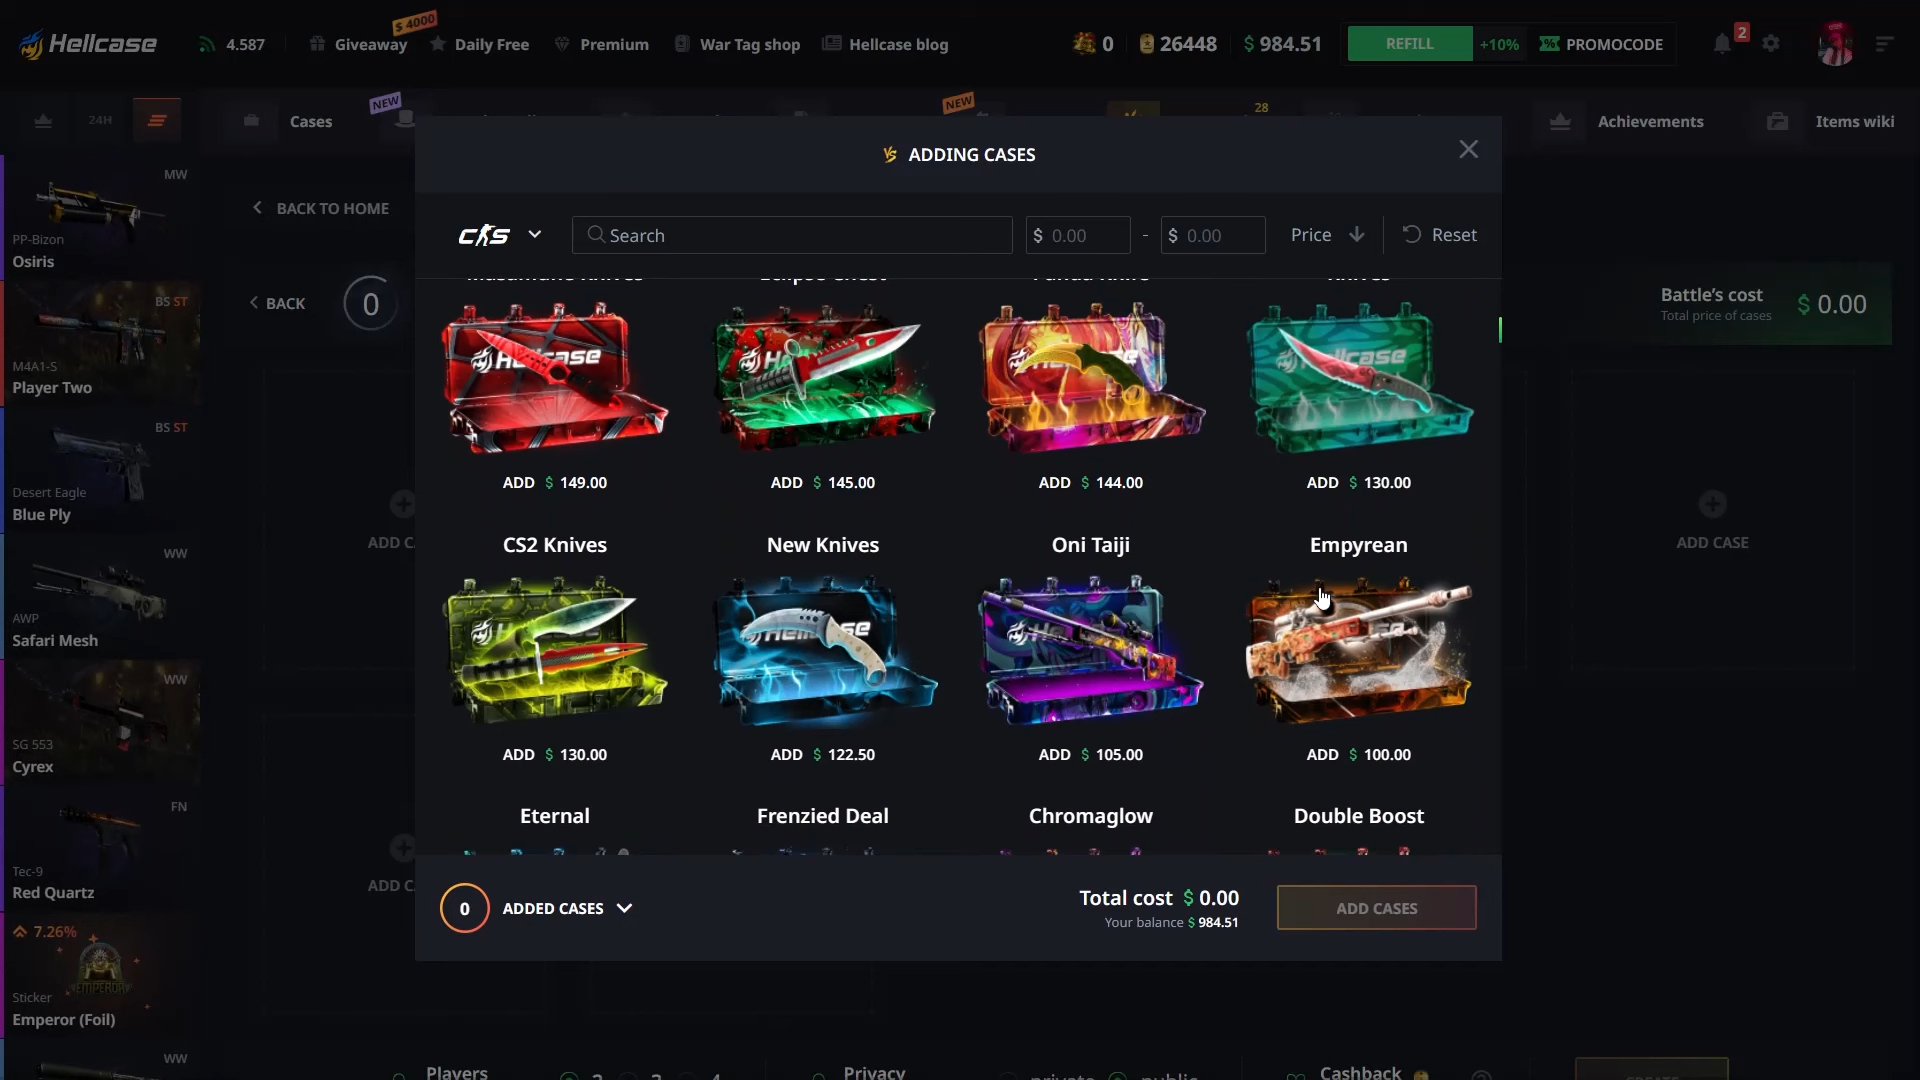 Hellcase
4.587
$ 4000
Giveaway
Daily Free
Premium
War Tag shop
Hellcase blog
0
26448
$ 984.51
REFILL
+10%
PROMOCODE
2
24H
Cases
NEW
NEW
28
Achievements
Items wiki
ADDING CASES
MW
PP-Bizon
Osiris
BACK TO HOME
Search
$ 0.00
-
$ 0.00
Price
Reset
BACK
0
Battle's cost
Total price of cases
$ 0.00
BS ST
M4A1-S
Player Two
ADD $ 149.00
ADD $ 145.00
ADD $ 144.00
ADD $ 130.00
BS ST
Desert Eagle
Blue Ply
ADD C
ADD CASE
CS2 Knives
New Knives
Oni Taiji
Empyrean
WW
AWP
Safari Mesh
ADD $ 130.00
ADD $ 122.50
ADD $ 105.00
ADD $ 100.00
WW
SG 553
Cyrex
Eternal
Frenzied Deal
Chromaglow
Double Boost
FN
Tec-9
Red Quartz
ADD C
0
ADDED CASES
Total cost $ 0.00
Your balance $ 984.51
ADD CASES
7.26%
EMPEROR
Sticker
Emperor (Foil)
WW
Players
Privacy
Cashback